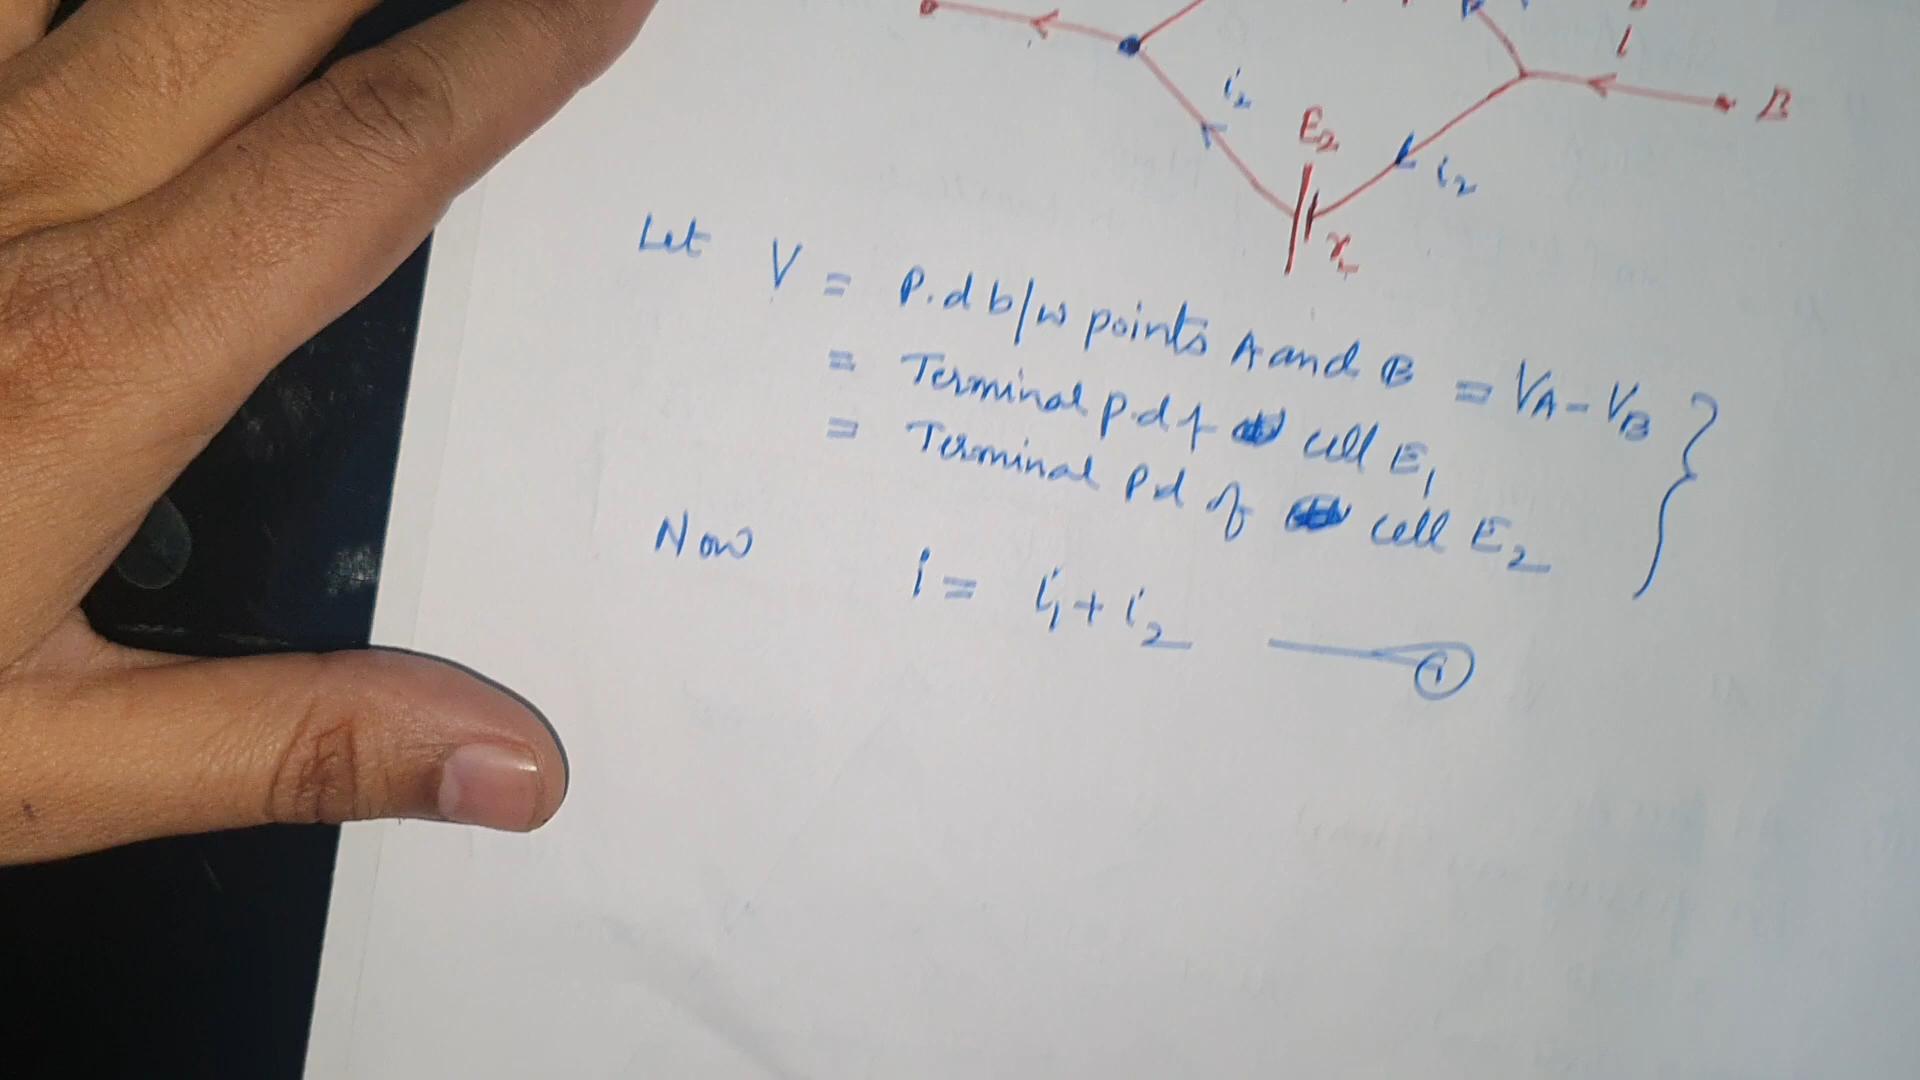 i
B
i₂
E₂
i₂
r₂
Let V = P.d b/w points A and B = VA - VB
= Terminal p.d of cell E₁
= Terminal Pd of cell E₂
Now i = i₁ + i₂ ——— ①